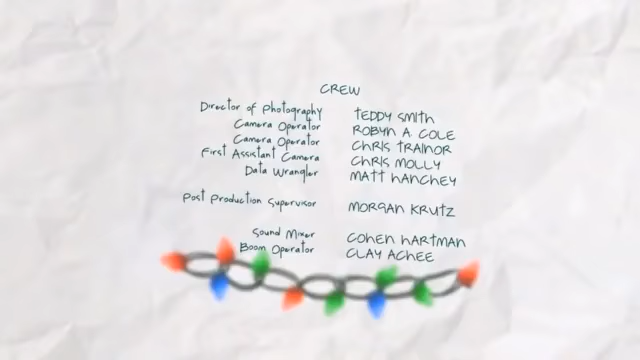 CREW
Director of Photography TEDDY SMITH
Camera Operator ROBYN A. COLE
Camera Operator CHRIS TRAINOR
First Assistant Camera CHRIS MOLLY
Data Wrangler MATT HANCHEY
Post Production Supervisor MORGAN KRUTZ
Sound Mixer COHEN HARTMAN
Boom Operator CLAY ACHEE